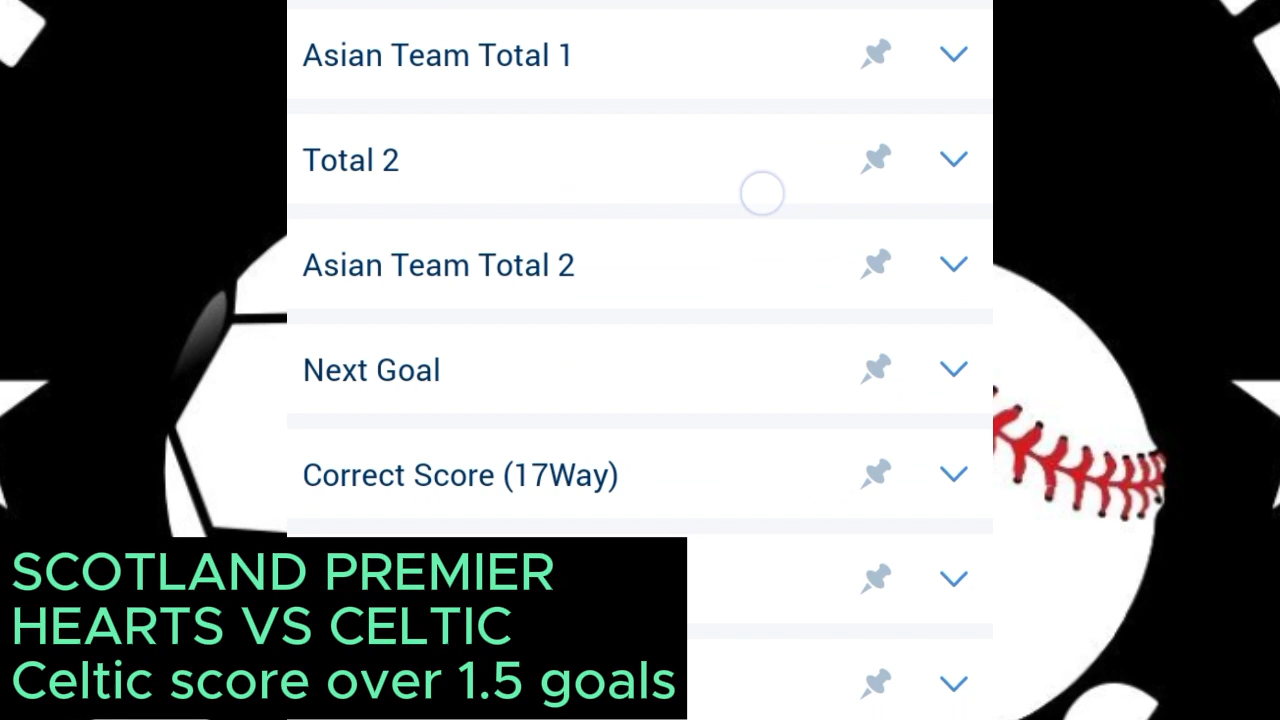 Asian Team Total 1
Total 2
Asian Team Total 2
Next Goal
Correct Score (17Way)
SCOTLAND PREMIER
HEARTS VS CELTIC
Celtic score over 1.5 goals